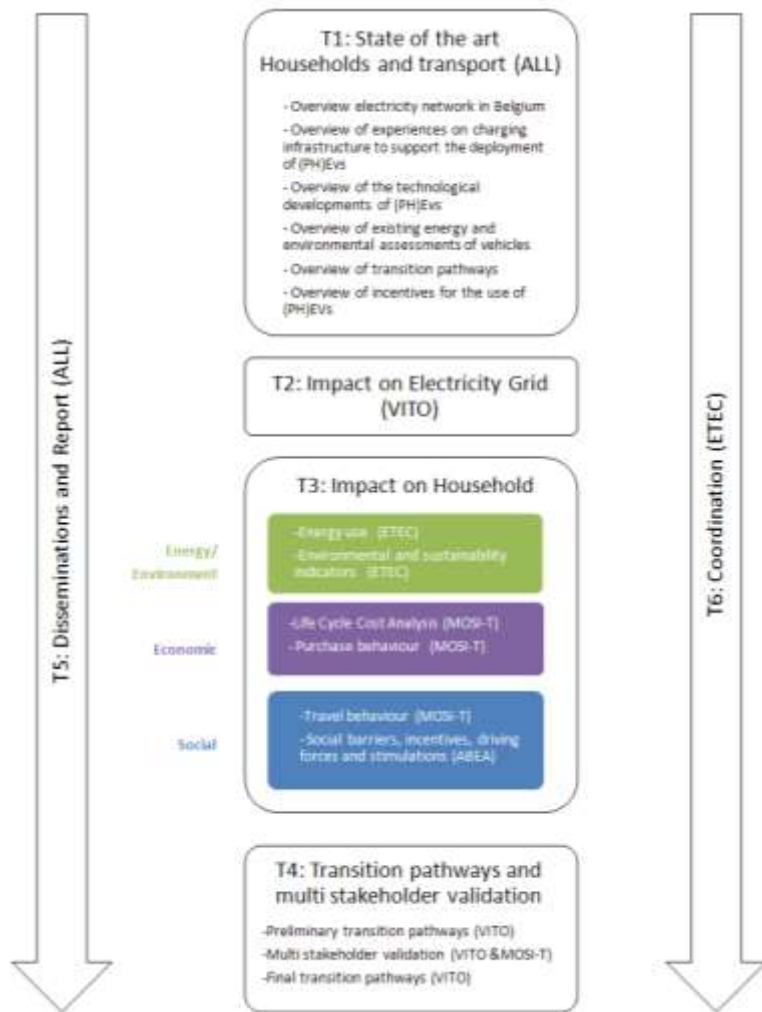 T1: State of the art
Households and transport (ALL)
- Overview electricity network in Belgium
- Overview of experiences on charging
infrastructure to support the deployment
of (PH)Evs
- Overview of the technological
developments of (PH)Evs
- Overview of existing energy and
environmental assessments of vehicles
- Overview of transition pathways
- Overview of incentives for the use of
(PH)EVs
T2: Impact on Electricity Grid
(VITO)
T3: Impact on Household
Energy/
Environment
-Energy use (ETEC)
-Environmental and sustainability
indicators (ETEC)
Economic
-Life Cycle Cost Analysis (MOSI-T)
-Purchase behaviour (MOSI-T)
Social
-Travel behaviour (MOSI-T)
-Social barriers, incentives, driving
forces and stimulations (ABEA)
T4: Transition pathways and
multi stakeholder validation
-Preliminary transition pathways (VITO)
-Multi stakeholder validation (VITO &MOSI-T)
-Final transition pathways (VITO)
T5: Disseminations and Report (ALL)
T6: Coordination (ETEC)